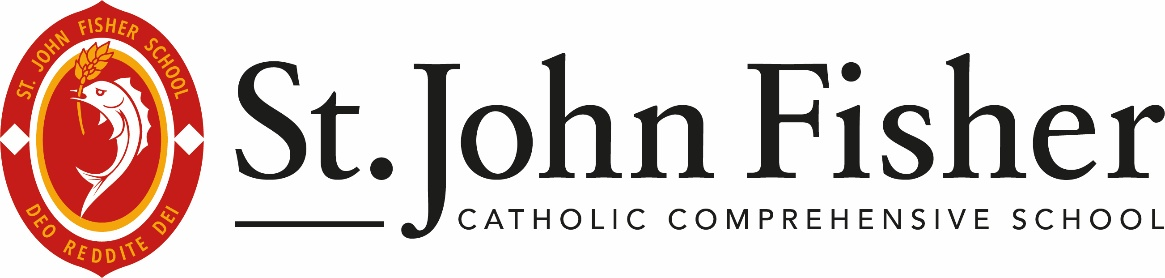 ST. JOHN FISHER SCHOOL
DEO REDDITE DEI
St. John Fisher
CATHOLIC COMPREHENSIVE SCHOOL